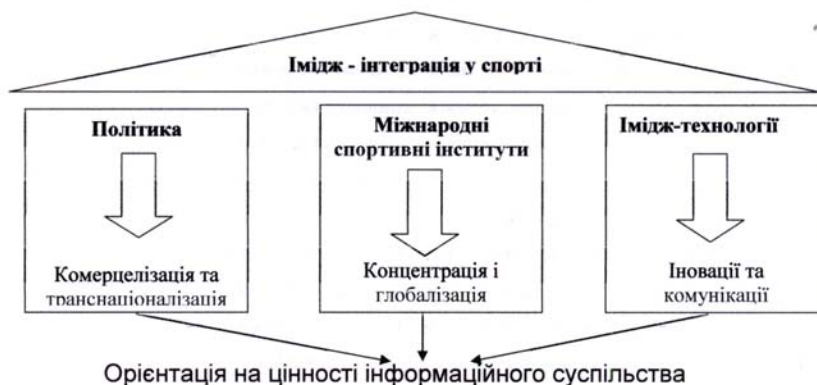 Імідж - інтеграція у спорті
Політика
Комерцелізація та
транснаціоналізація
Міжнародні
спортивні інститути
Концентрація і
глобалізація
Імідж-технології
Іновації та
комунікації
Орієнтація на цінності інформаційного суспільства